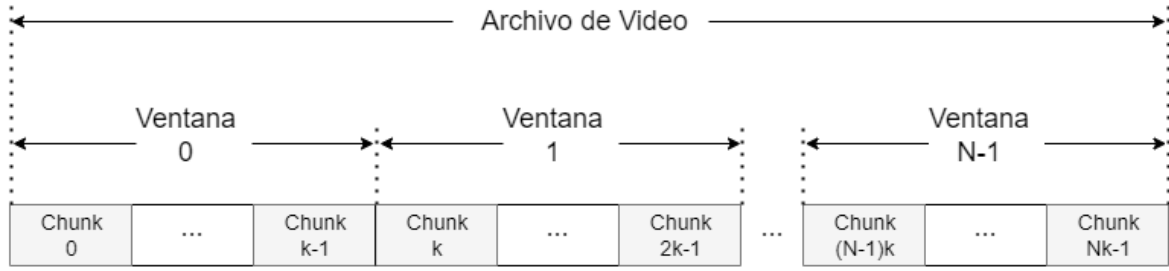 Archivo de Video
Ventana
0
Ventana
1
Ventana
N-1
Chunk
0
...
Chunk
k-1
Chunk
k
...
Chunk
2k-1
...
Chunk
(N-1)k
...
Chunk
Nk-1